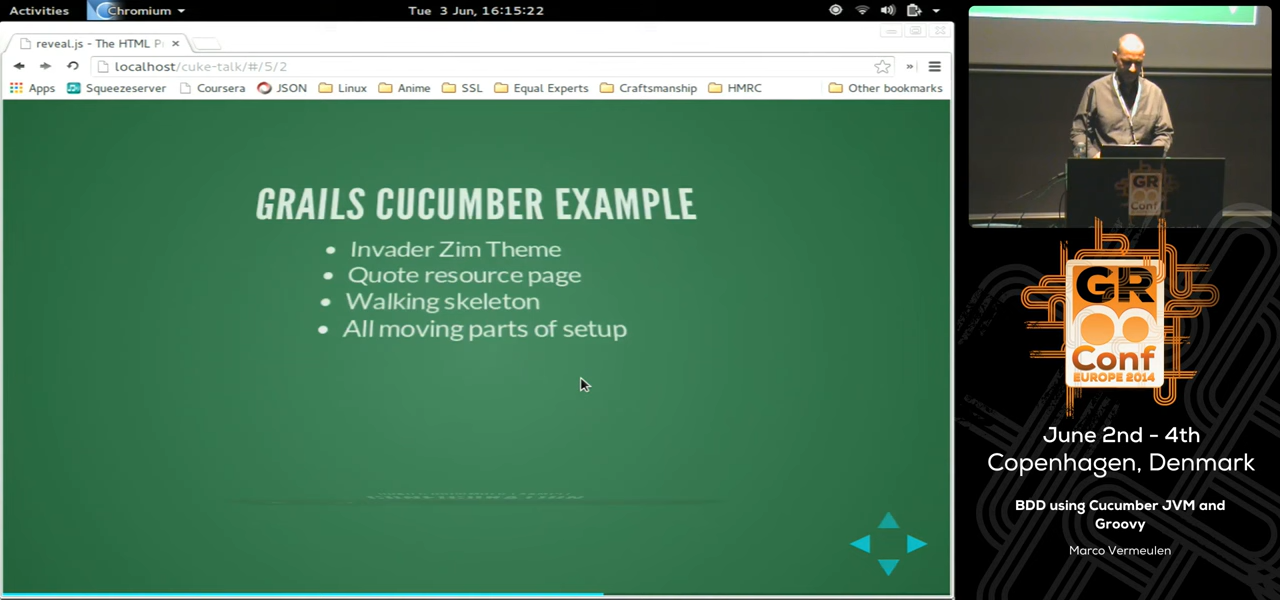 Activities
Chromium
Tue 3 Jun, 16:15:22
reveal.js - The HTML P
localhost/cuke-talk/#/5/2
Apps
Squeezeserver
Coursera
JSON
Linux
Anime
SSL
Equal Experts
Craftsmanship
HMRC
Other bookmarks
GRAILS CUCUMBER EXAMPLE
Invader Zim Theme
Quote resource page
Walking skeleton
All moving parts of setup
GR
Conf
GR
Conf
EUROPE 2014
June 2nd - 4th
Copenhagen, Denmark
BDD using Cucumber JVM and
Groovy
Marco Vermeulen